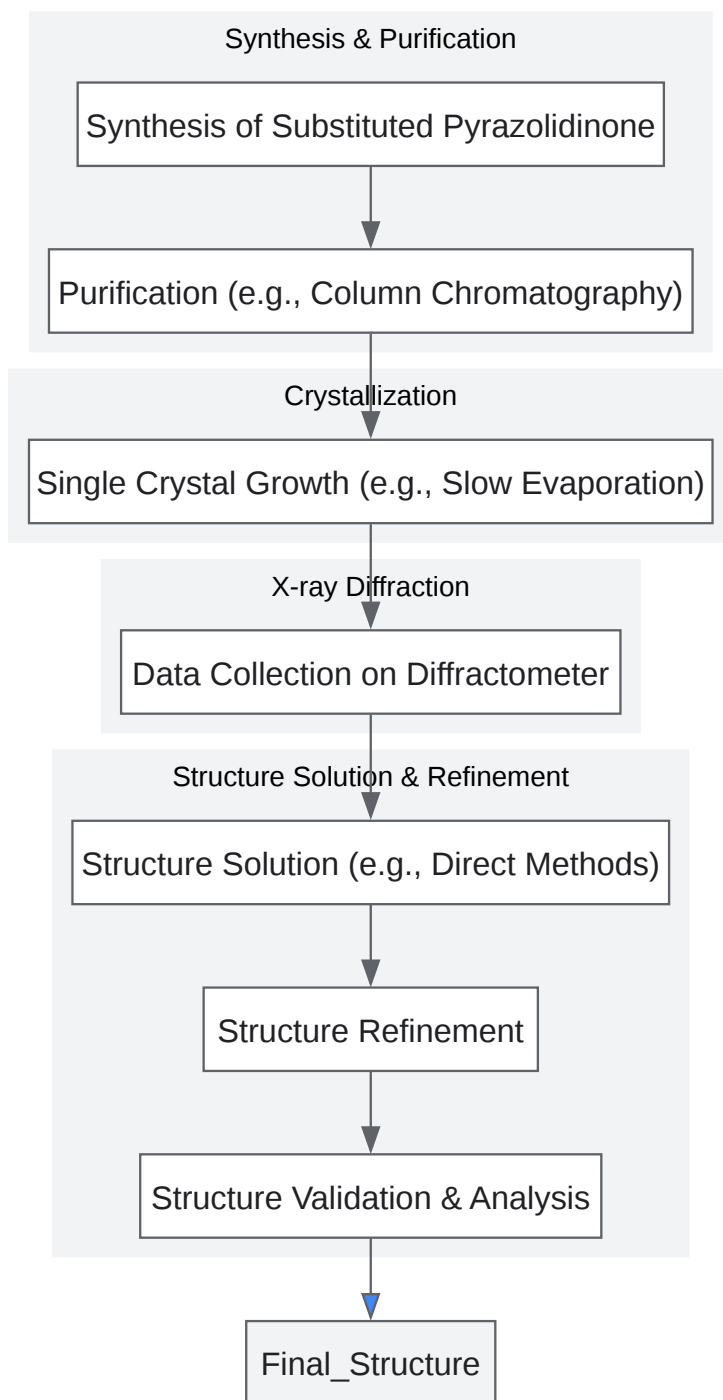 Synthesis & Purification
Synthesis of Substituted Pyrazolidinone
Purification (e.g., Column Chromatography)
Crystallization
Single Crystal Growth (e.g., Slow Evaporation)
X-ray Diffraction
Data Collection on Diffractometer
Structure Solution & Refinement
Structure Solution (e.g., Direct Methods)
Structure Refinement
Structure Validation & Analysis
Final_Structure